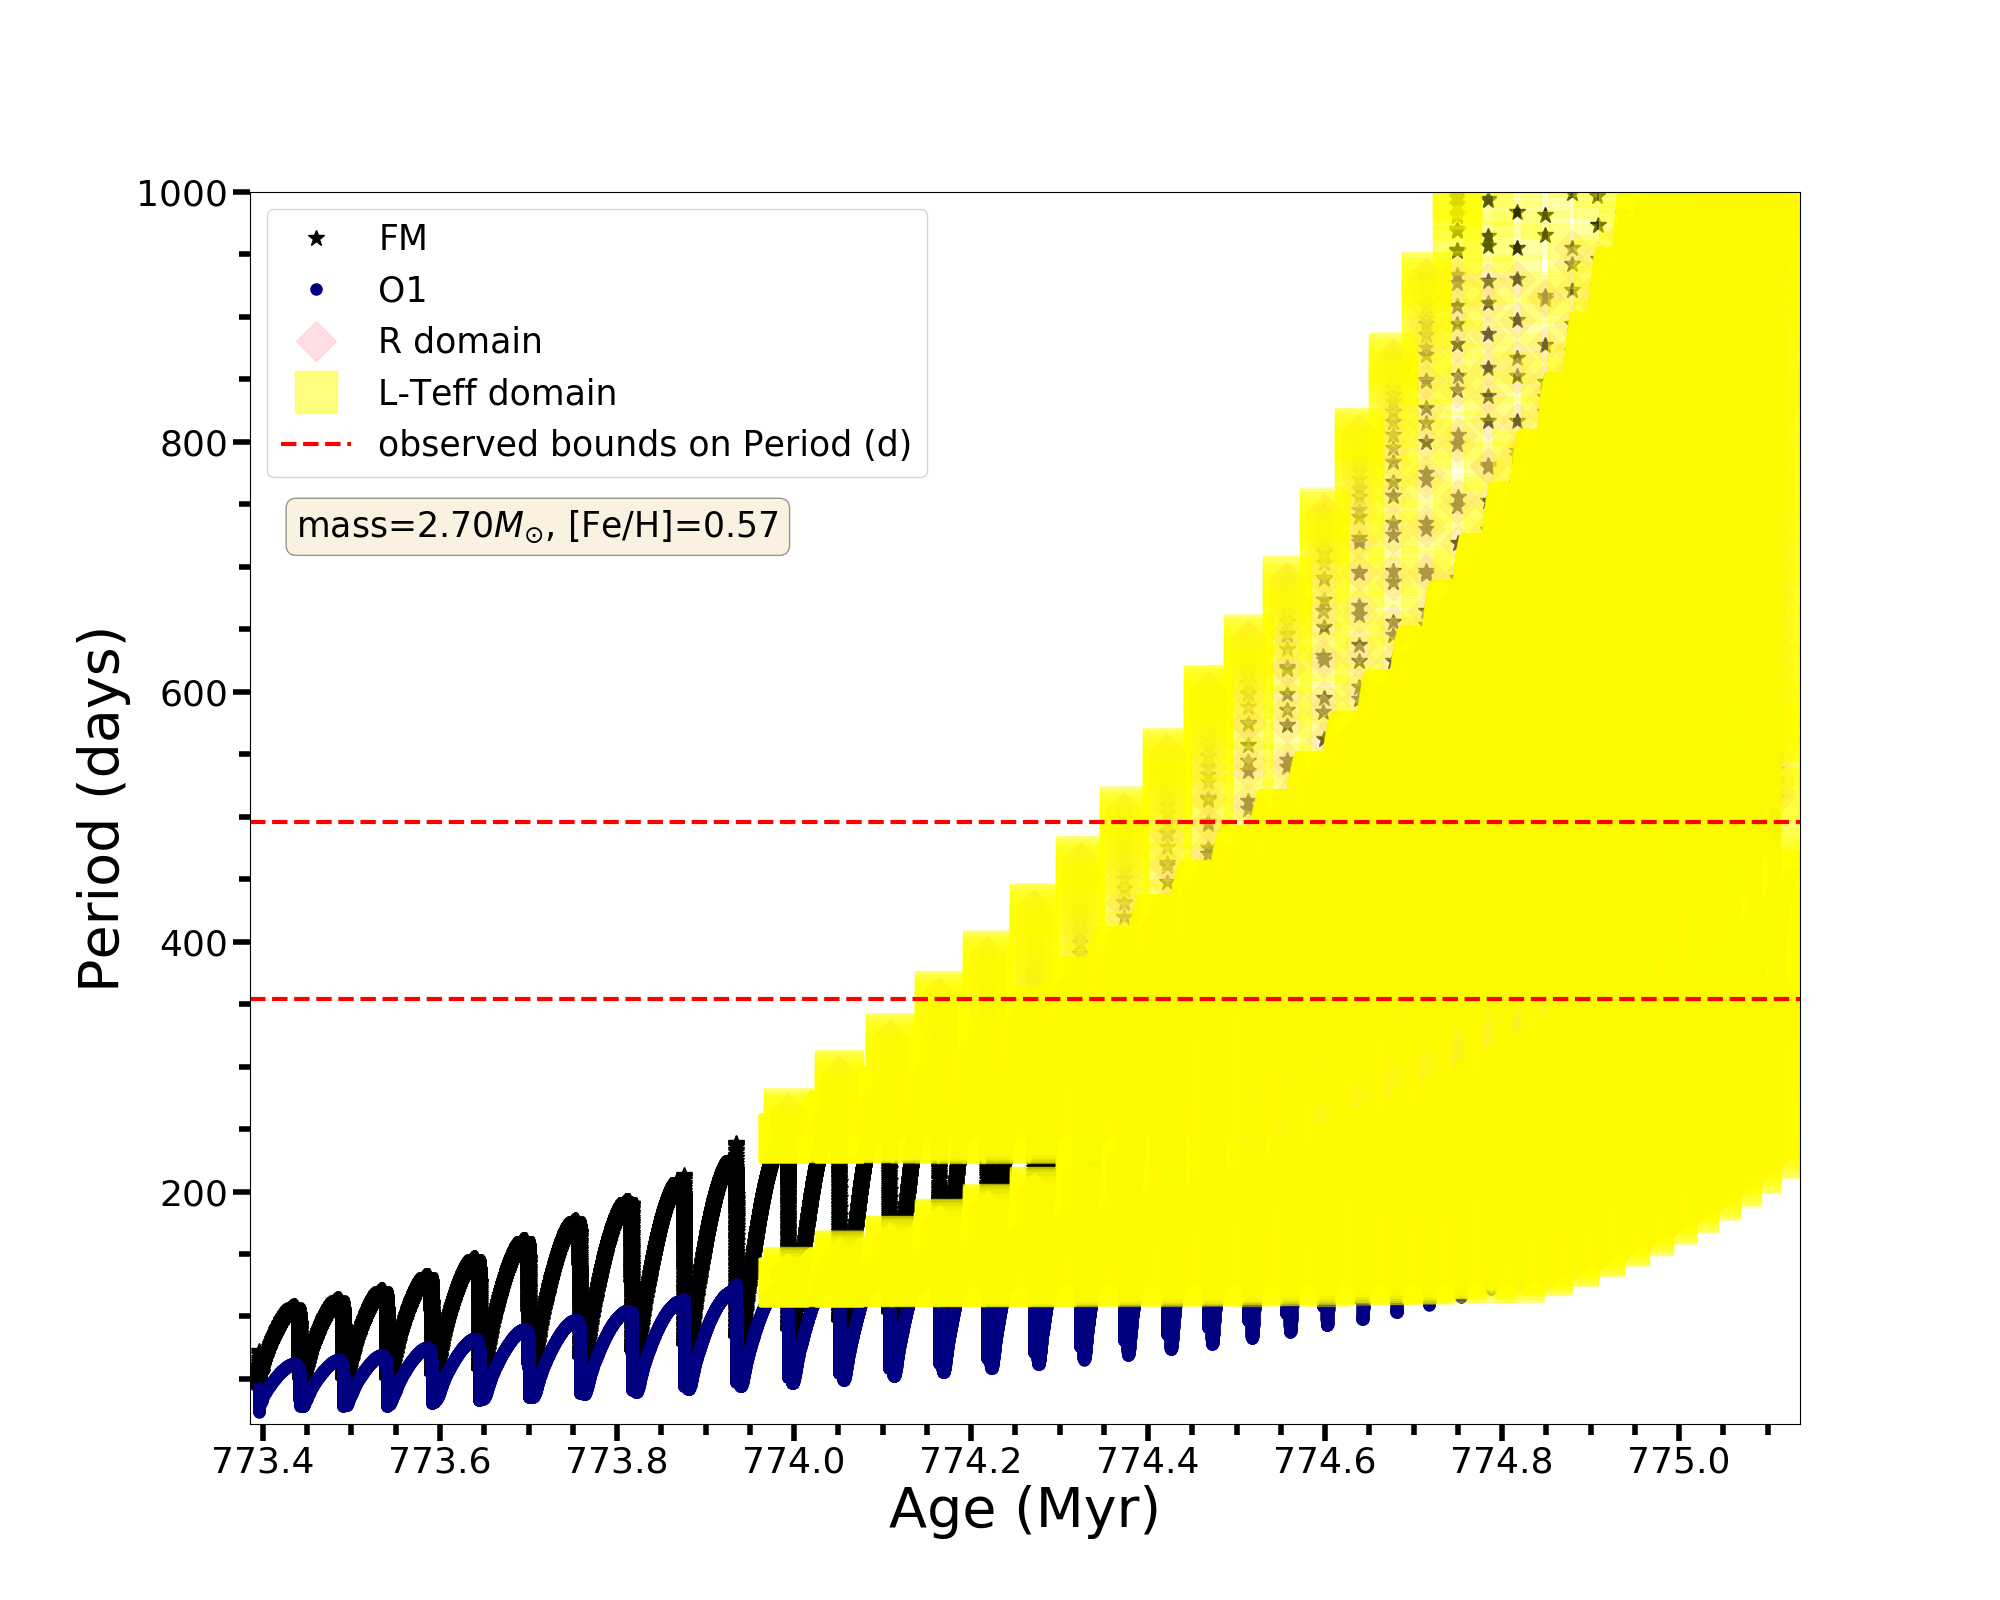 1000
800
600
400
200
Period (days)
FM
O1
R domain
L-Teff domain
observed bounds on Period (d)
mass=2.70M⊙, [Fe/H]=0.57
773.4 773.6 773.8 774.0 774.2 774.4 774.6 774.8 775.0
Age (Myr)